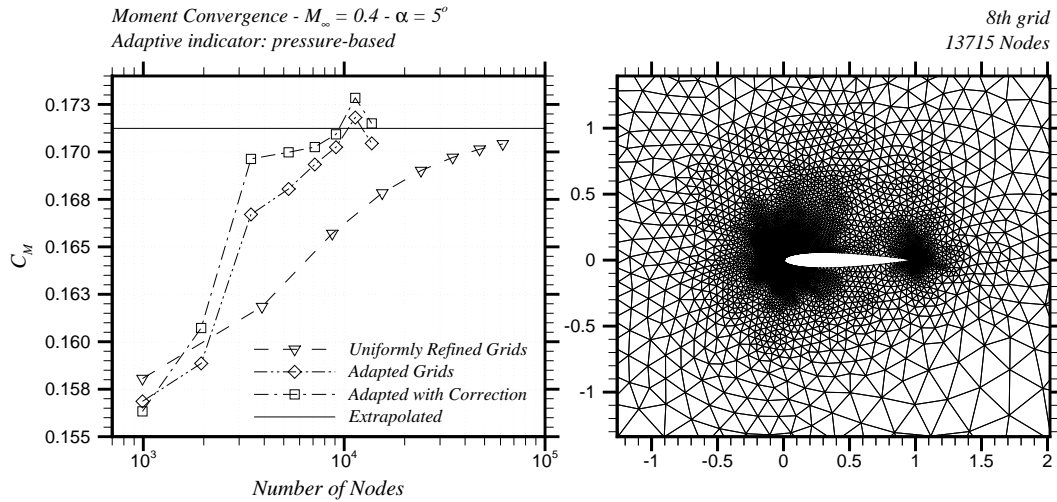 Moment Convergence - M∞ = 0.4 - α = 5°
Adaptive indicator: pressure-based
8th grid
13715 Nodes
0.173
0.170
0.168
0.165
0.163
0.160
0.158
0.155
C_M
Uniformly Refined Grids
Adapted Grids
Adapted with Correction
Extrapolated
10³ 10⁴ 10⁵
Number of Nodes
1
0.5
0
-0.5
-1
-1 -0.5 0 0.5 1 1.5 2